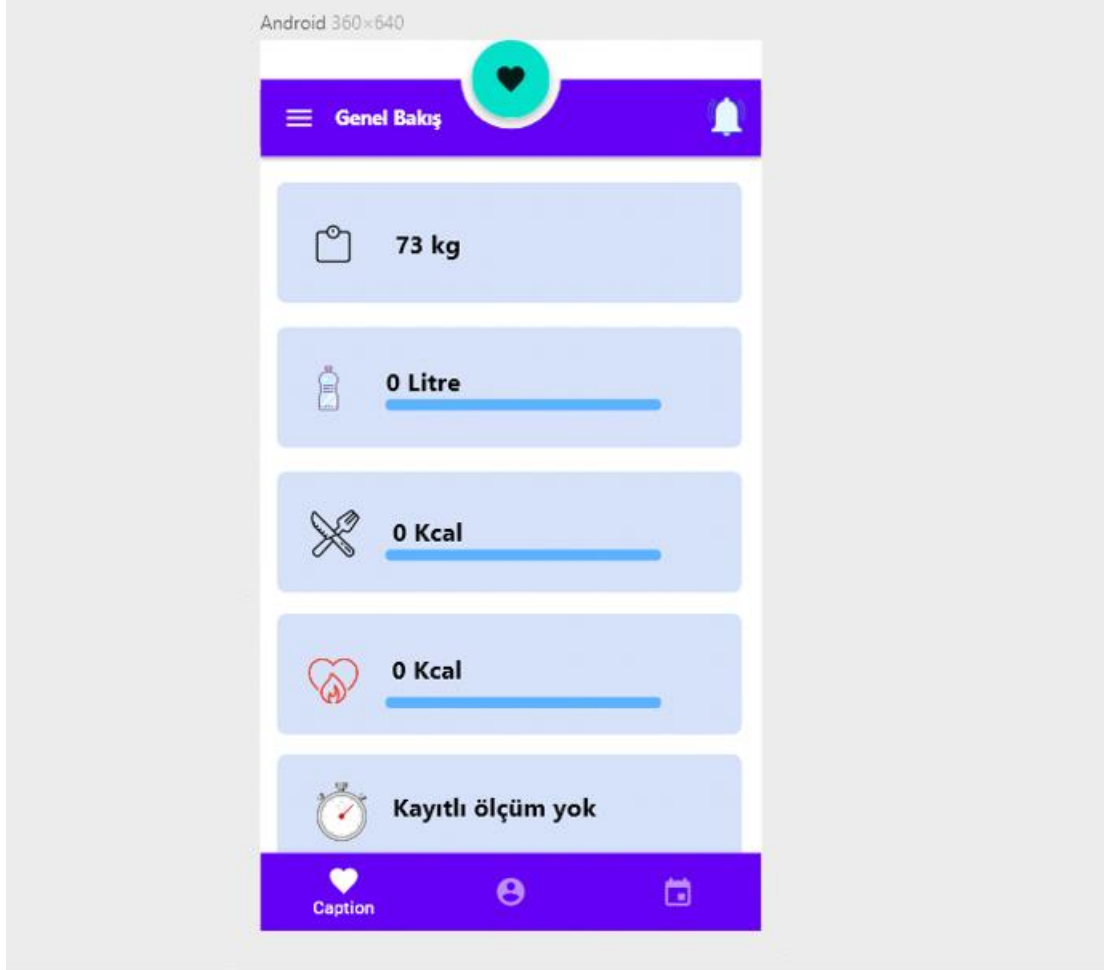 Android 360×640
Genel Bakış
73 kg
0 Litre
0 Kcal
0 Kcal
Kayıtlı ölçüm yok
Caption